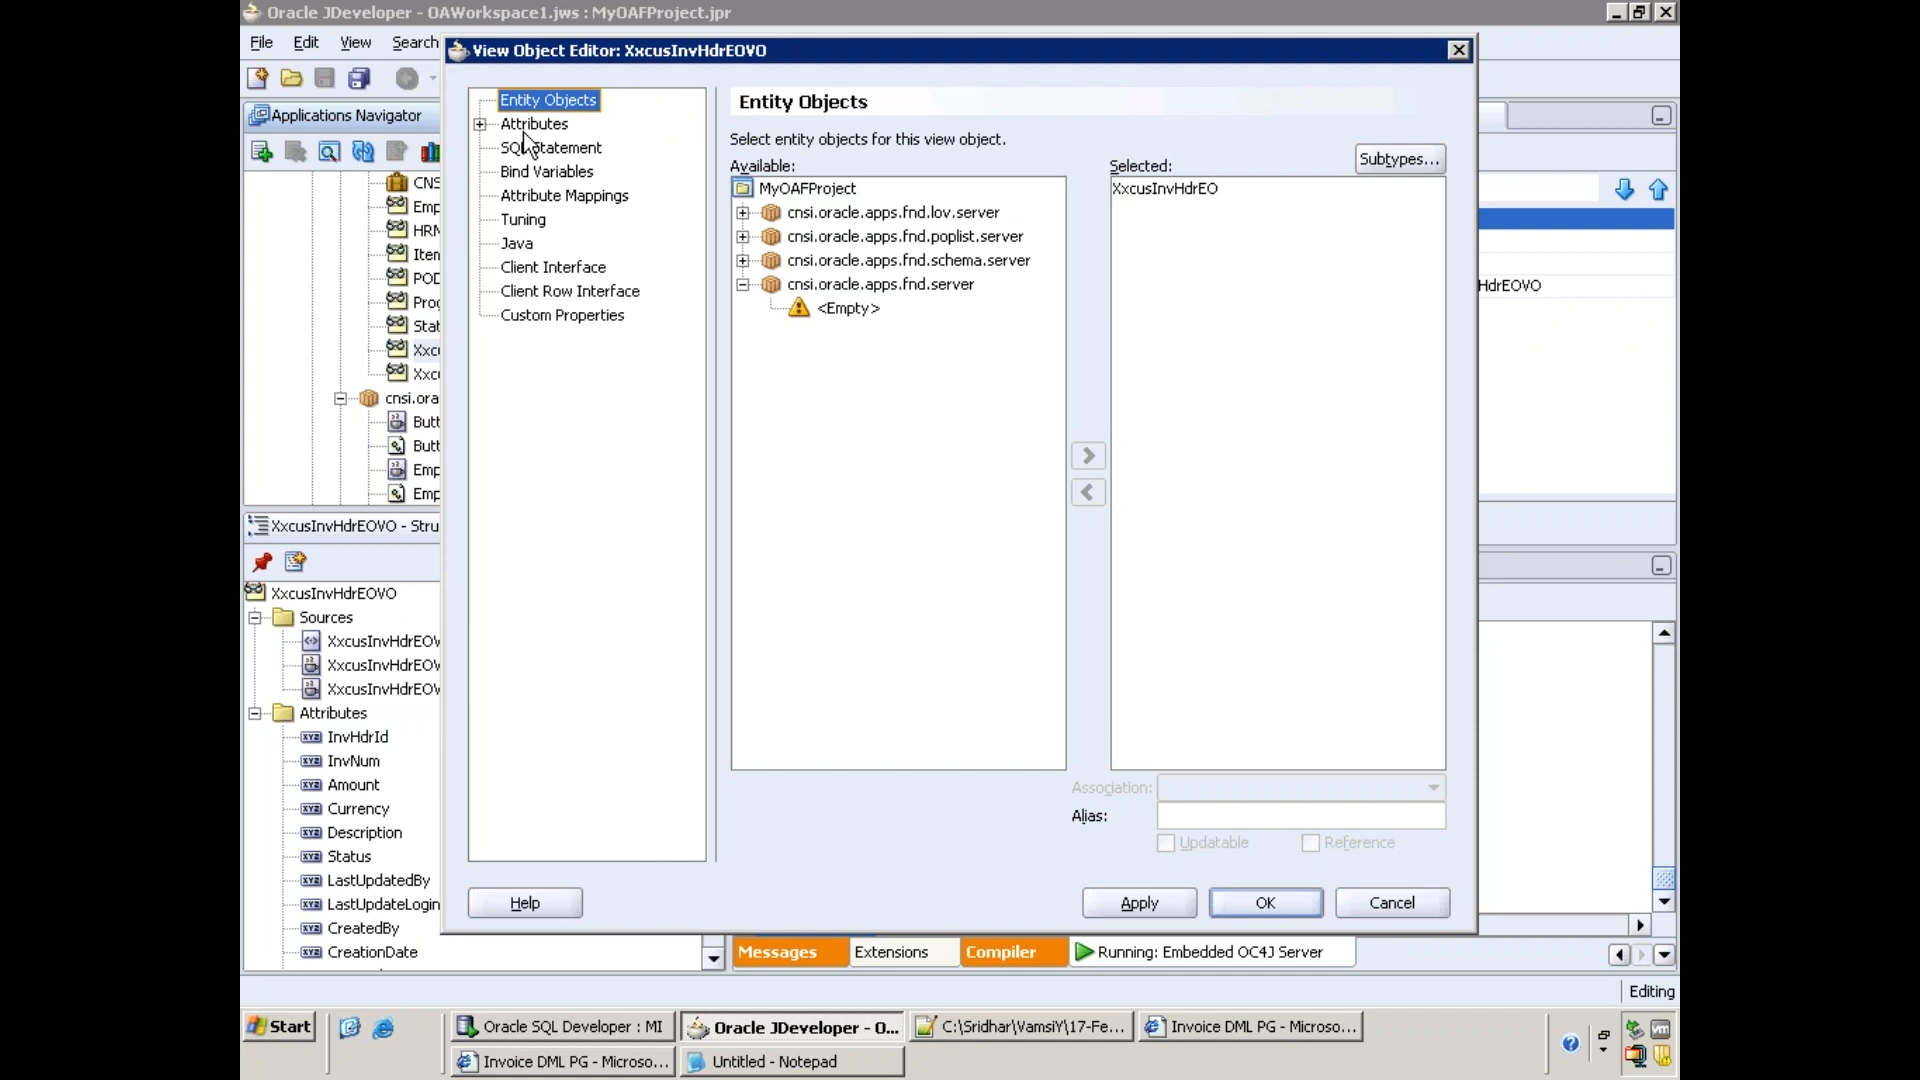 Oracle JDeveloper - OAWorkspace1.jws : MyOAFProject.jpr
File Edit View Search
View Object Editor: XxcusInvHdrEOVO
Applications Navigator
CNS
Emp
HRM
Item
POD
Prog
Stat
Xxcu
Xxcu
cnsi.ora
Butt
Butt
Emp
Emp
XxcusInvHdrEOVO - Stru
XxcusInvHdrEOVO
Sources
XxcusInvHdrEOV
XxcusInvHdrEOV
XxcusInvHdrEOV
Attributes
InvHdrId
InvNum
Amount
Currency
Description
Status
LastUpdatedBy
LastUpdateLogin
CreatedBy
CreationDate
Entity Objects
Attributes
SQL Statement
Bind Variables
Attribute Mappings
Tuning
Java
Client Interface
Client Row Interface
Custom Properties
Entity Objects
Select entity objects for this view object.
Available:
MyOAFProject
cnsi.oracle.apps.fnd.lov.server
cnsi.oracle.apps.fnd.poplist.server
cnsi.oracle.apps.fnd.schema.server
cnsi.oracle.apps.fnd.server
<Empty>
Selected:
Subtypes...
XxcusInvHdrEO
Association:
Alias:
Updatable Reference
Help Apply OK Cancel
HdrEOVO
Messages Extensions Compiler Running: Embedded OC4J Server
Editing
Start Oracle SQL Developer : MI Oracle JDeveloper - O... C:\Sridhar\VamsiY\17-Fe... Invoice DML PG - Microso...
Invoice DML PG - Microso... Untitled - Notepad